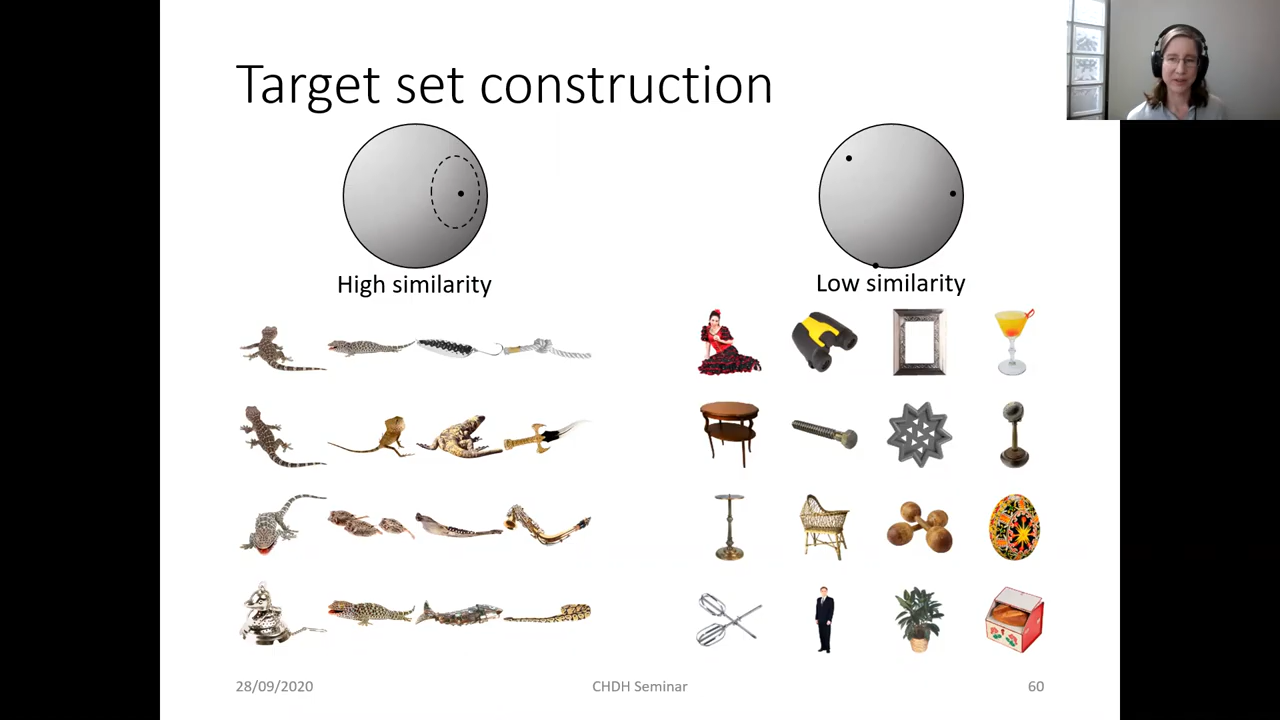 Target set construction
High similarity
Low similarity
28/09/2020
CHDH Seminar
60